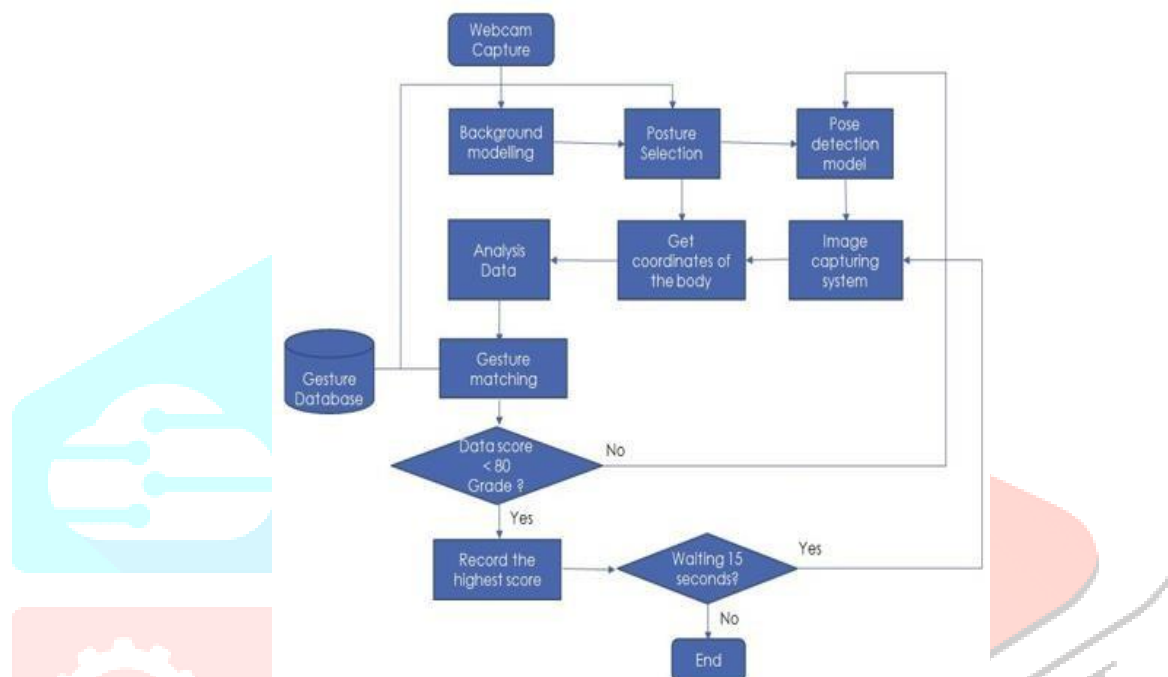 Webcam
Capture
Background
modelling
Posture
Selection
Pose
detection
model
Analysis
Data
Get
coordinates of
the body
Image
capturing
system
Gesture
Database
Gesture
matching
Data score
< 80
Grade ?
No
Yes
Record the
highest score
Waiting 15
seconds?
Yes
No
End